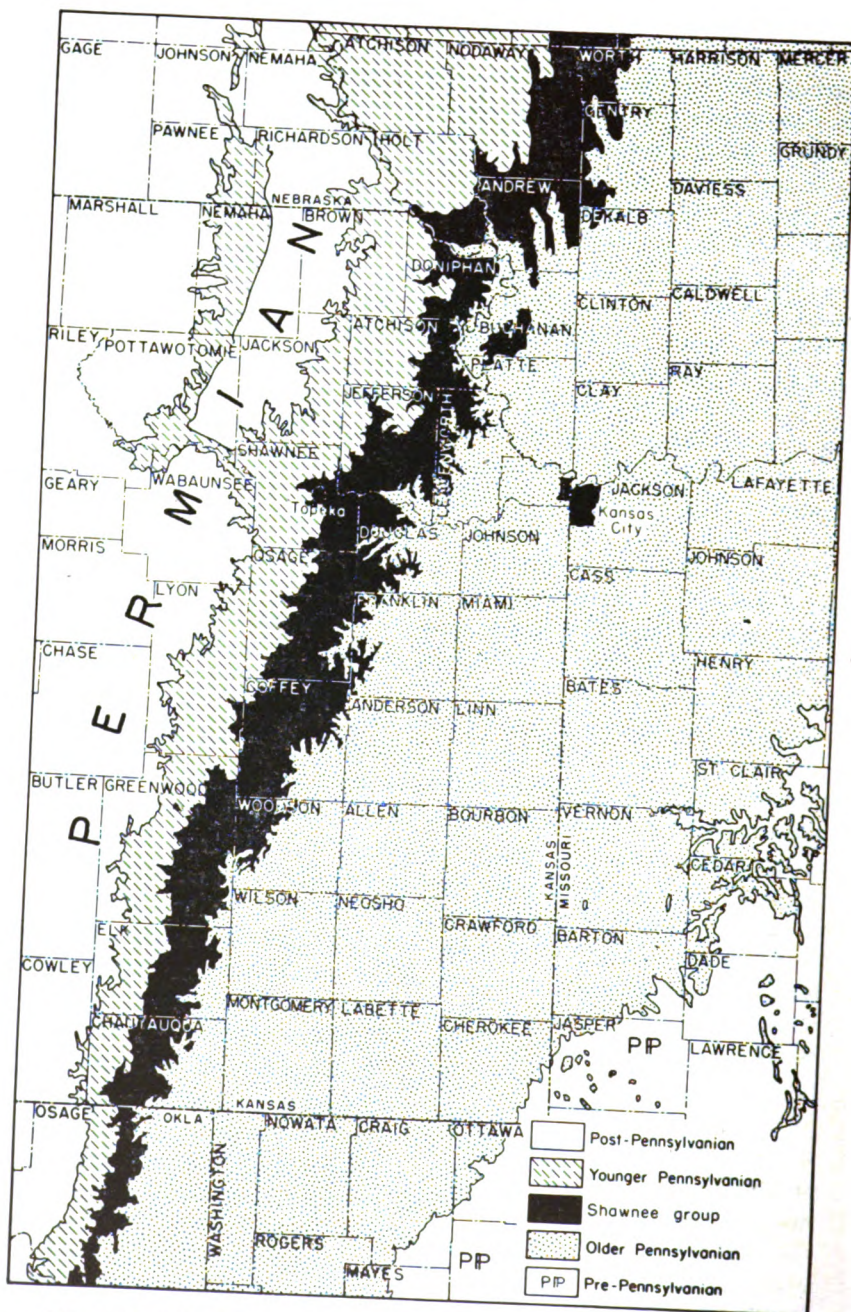 ATCHISON NODAWAY WORTH HARRISON MERCER
GAGE JOHNSON NEMAHA
GENTRY
PAWNEE RICHARDSON HOLT GRUNDY
ANDREW DAVIESS
MARSHALL NEMAHA NEBRASKA
BROWN DEKALB
DONIPHAN
CLINTON CALDWELL
ATCHISON BUCHANAN
RILEY POTTAWOTOMIE JACKSON PLATTE RAY
JEFFERSON CLAY
LEAVENWORTH
SHAWNEE
GEARY WABAUNSEE JACKSON LAFAYETTE
Topeka Kansas
City
DOUGLAS JOHNSON
MORRIS OSAGE JOHNSON
LYON CASS
FRANKLIN MIAMI
CHASE HENRY
COFFEY BATES
ANDERSON LINN
PERMIAN
ST. CLAIR
BUTLER GREENWOOD
WOODSON ALLEN BOURBON VERNON
KANSAS
MISSOURI
CEDAR
WILSON NEOSHO
ELK CRAWFORD BARTON
COWLEY DADE
MONTGOMERY LABETTE
CHAUTAUQUA CHEROKEE JASPER
PIP LAWRENCE
KANSAS
OSAGE OKLA
NOWATA CRAIG OTTAWA
WASHINGTON
ROGERS
MAYES PIP
Post-Pennsylvanian
Younger Pennsylvanian
Shawnee group
Older Pennsylvanian
PIP Pre-Pennsylvanian